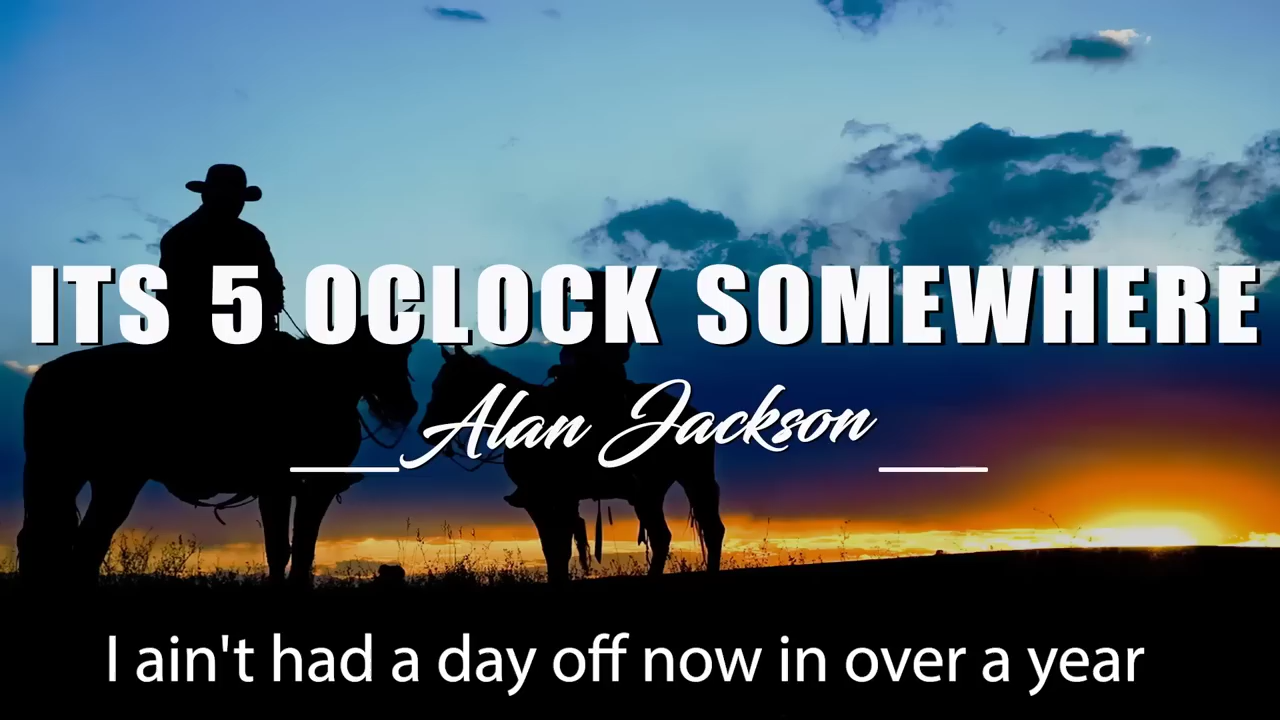 ITS 5 OCLOCK SOMEWHERE
Alan Jackson
I ain't had a day off now in over a year